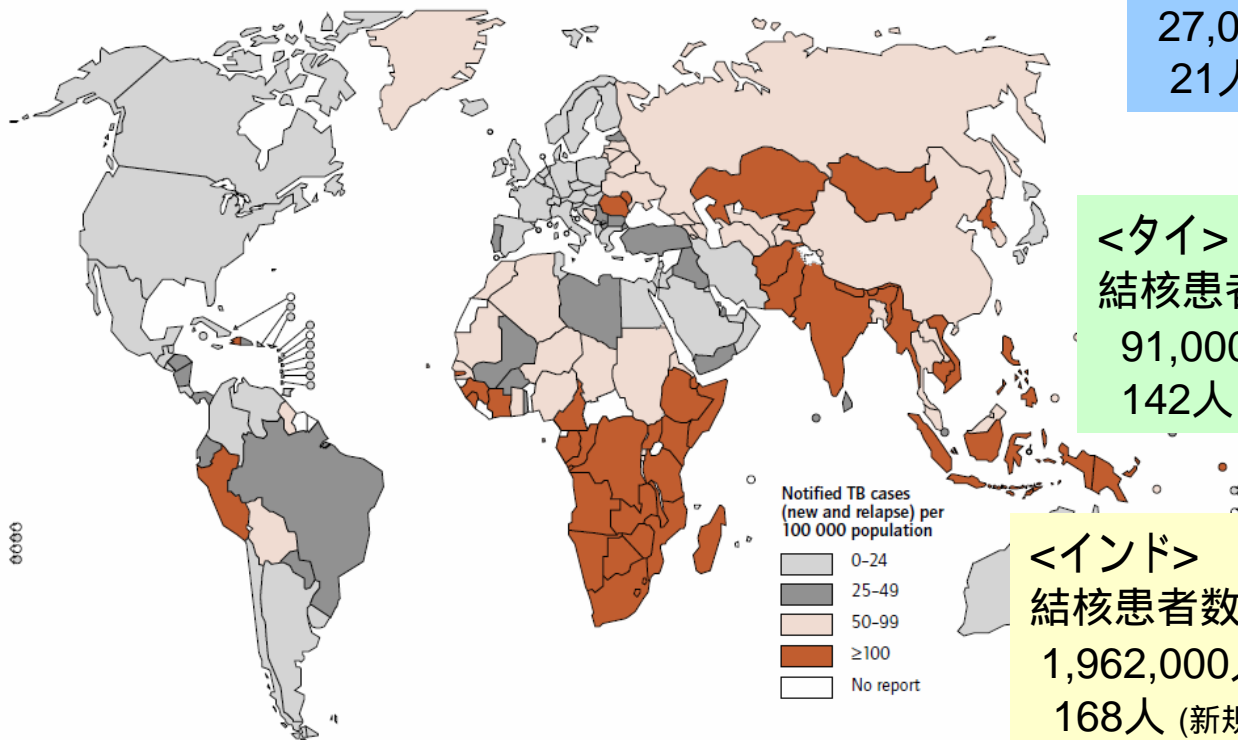 27,0
21人
<タイ>
結核患者
91,000
142人
Notified TB cases
(new and relapse) per
100 000 population
0–24
25–49
50–99
≥100
No report
<インド>
結核患者数
1,962,000人
168人 (新規